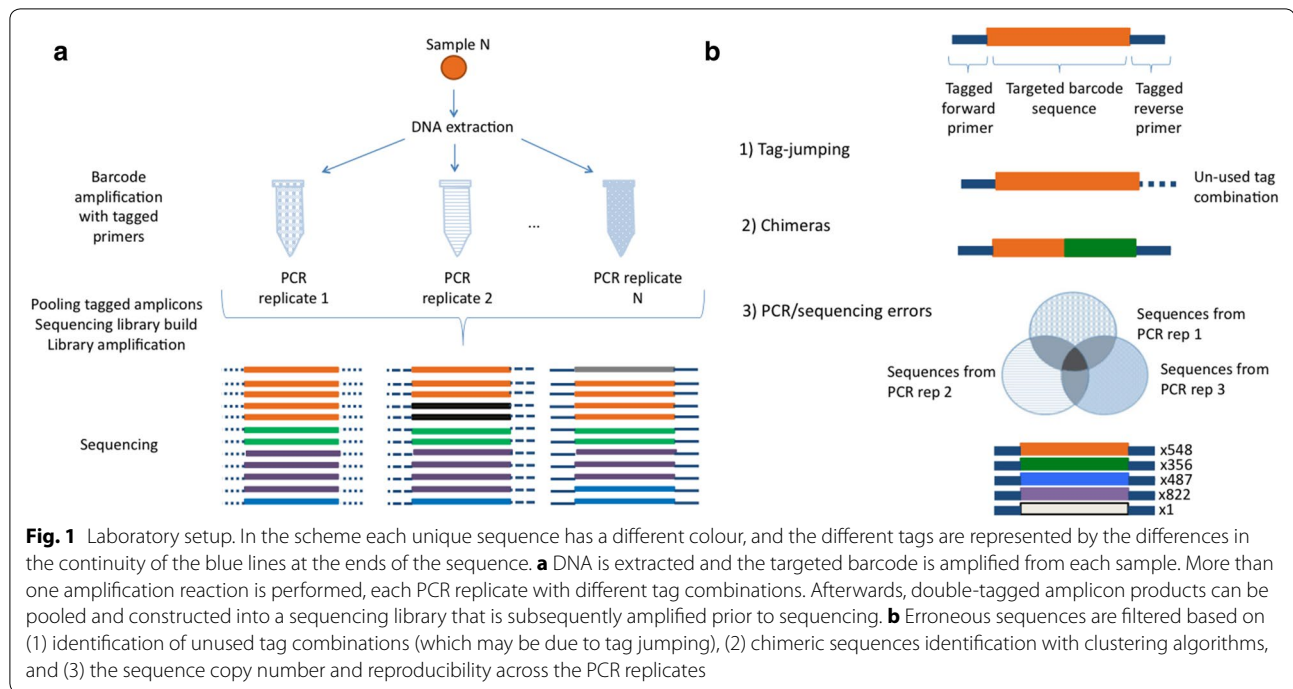 a
Sample N
DNA extraction
Barcode
amplification
with tagged
primers
...
PCR
replicate 1
PCR
replicate 2
PCR replicate
N
Pooling tagged amplicons
Sequencing library build
Library amplification
Sequencing
b
Tagged
forward
primer
Targeted barcode
sequence
Tagged
reverse
primer
1) Tag-jumping
Un-used tag
combination
2) Chimeras
3) PCR/sequencing errors
Sequences from
PCR rep 1
Sequences from
PCR rep 2
Sequences from
PCR rep 3
x548
x356
x487
x822
x1
Fig. 1 Laboratory setup. In the scheme each unique sequence has a different colour, and the different tags are represented by the differences in
the continuity of the blue lines at the ends of the sequence. a DNA is extracted and the targeted barcode is amplified from each sample. More than
one amplification reaction is performed, each PCR replicate with different tag combinations. Afterwards, double-tagged amplicon products can be
pooled and constructed into a sequencing library that is subsequently amplified prior to sequencing. b Erroneous sequences are filtered based on
(1) identification of unused tag combinations (which may be due to tag jumping), (2) chimeric sequences identification with clustering algorithms,
and (3) the sequence copy number and reproducibility across the PCR replicates